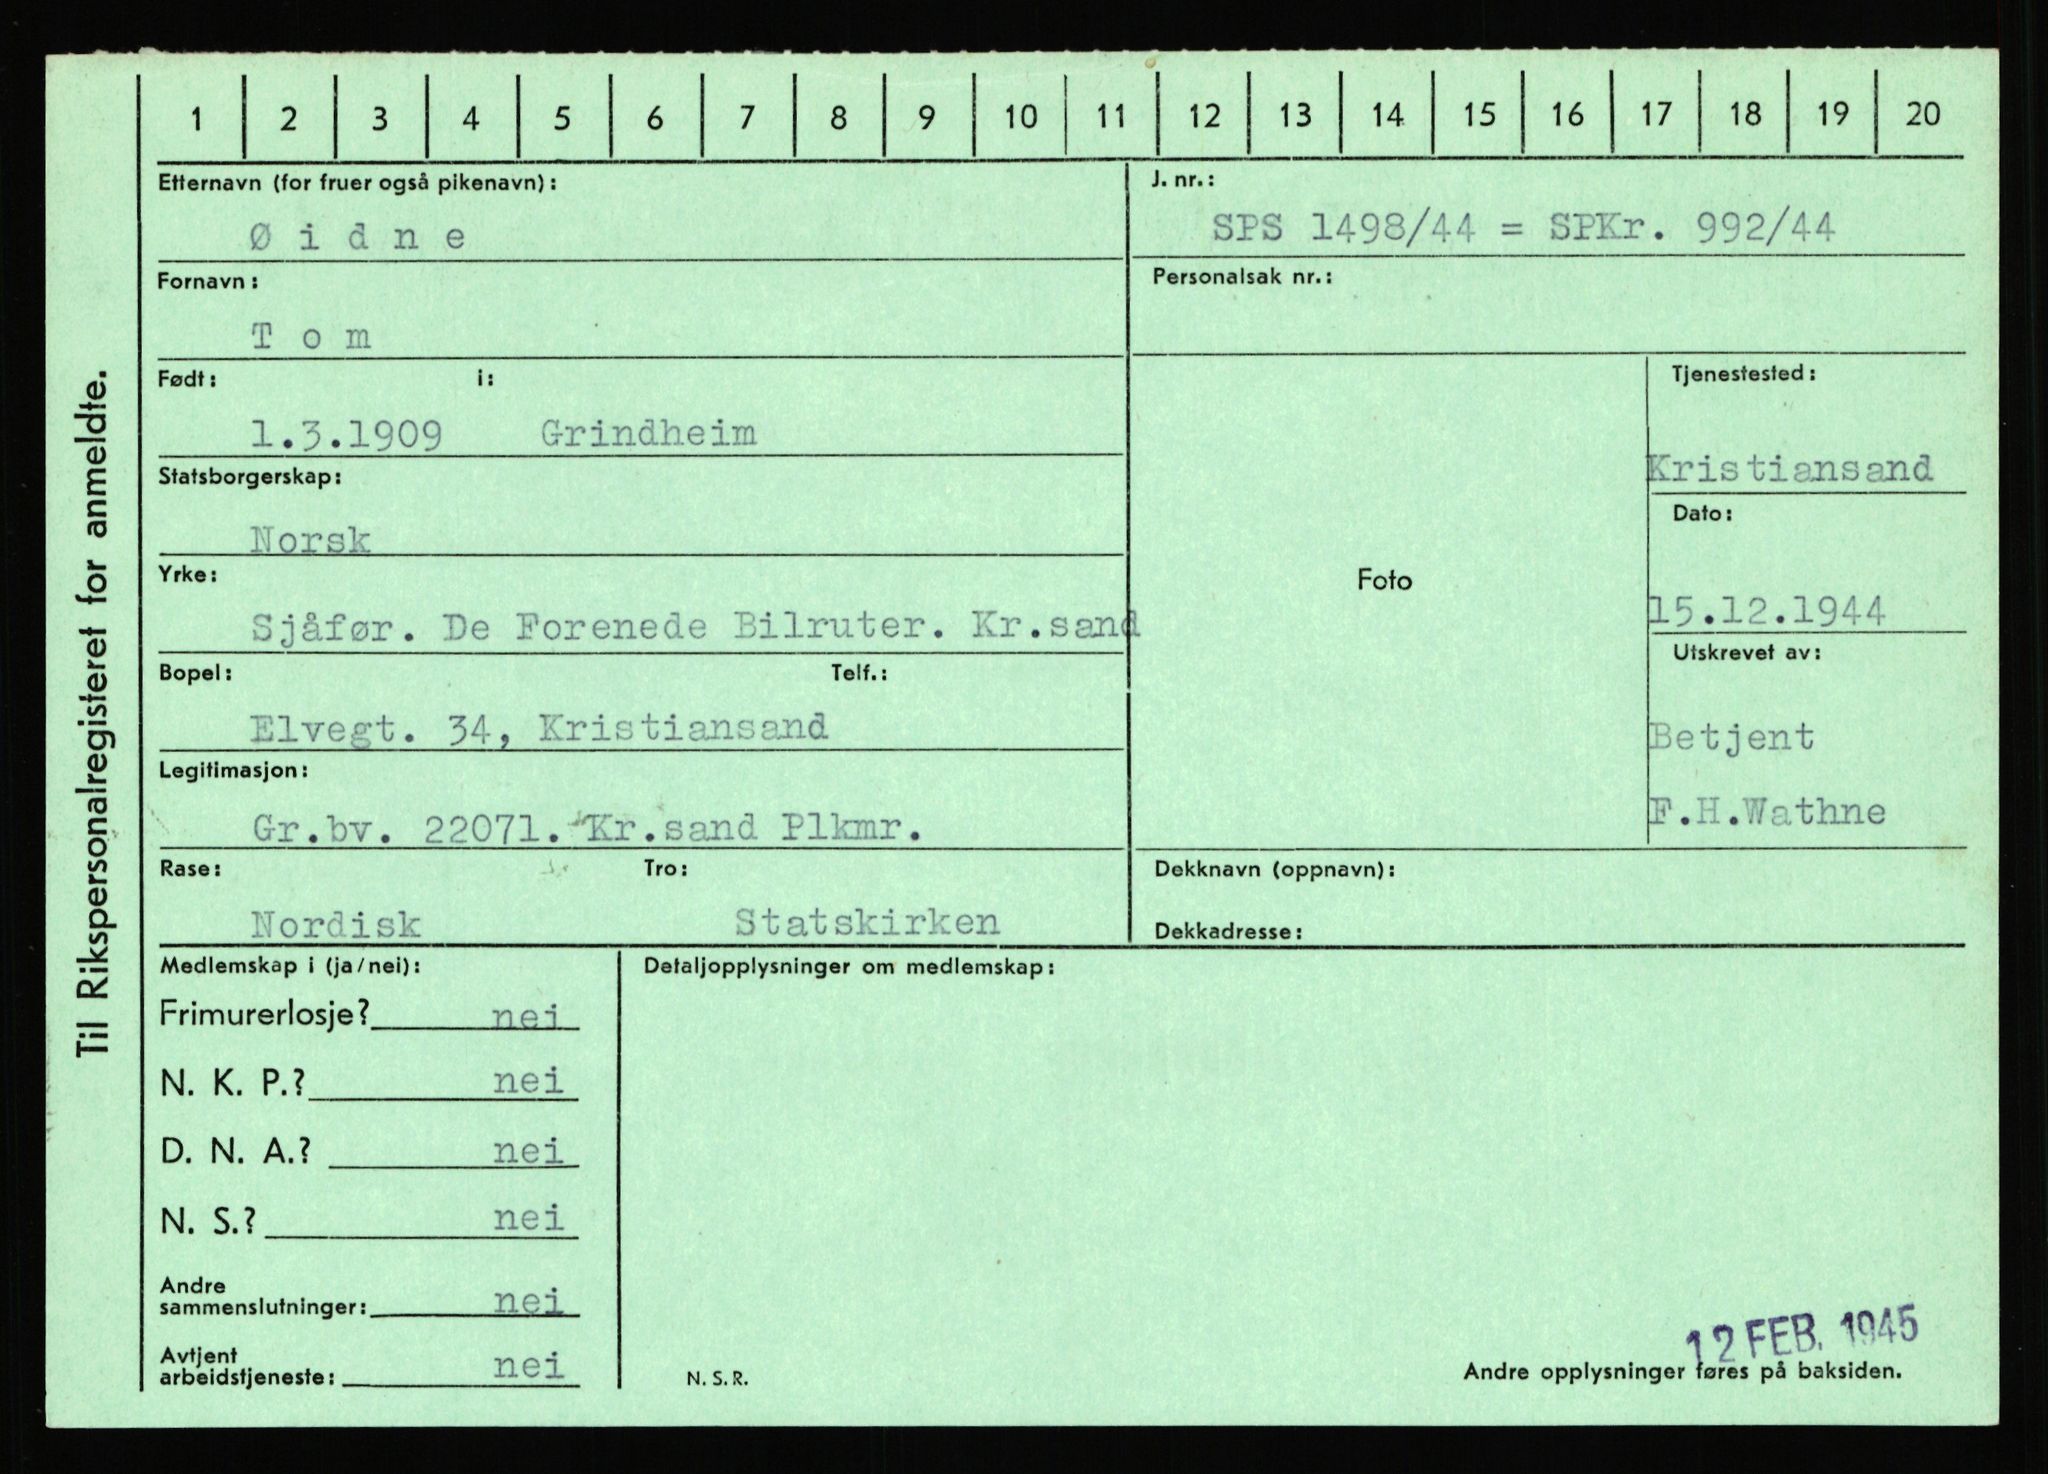 Til Rikspersonalregisteret for anmeldte.
1 2 3 4 5 6 7 8 9 10 11 12 13 14 15 16 17 18 19 20
Etternavn (for fruer også pikenavn):
Øidne
Fornavn:
Tom
Født: i:
1.3.1909 Grindheim
Statsborgerskap:
Norsk
Yrke:
Sjåfør. De Forenede Bilruter. Kr.sand
Bopel: Telf.:
Elvegt. 34, Kristiansand
Legitimasjon:
Gr.bv. 22071. Kr.sand Plkmr.
Rase: Tro:
Nordisk Statskirken
J. nr.:
SPS 1498/44 = SPKr. 992/44
Personalsak nr.:
Foto
Tjenestested:
Kristiansand
Dato:
15.12.1944
Utskrevet av:
Betjent
F.H.Wathne
Dekknavn (oppnavn):
Dekkadresse:
Medlemskap i (ja/nei):
Frimurerlosje? nei
N. K. P.? nei
D. N. A.? nei
N. S.? nei
Andre
sammenslutninger: nei
Avtjent
arbeidstjeneste: nei
Detaljopplysninger om medlemskap:
N. S. R.
12 FEB. 1945
Andre opplysninger føres på baksiden.